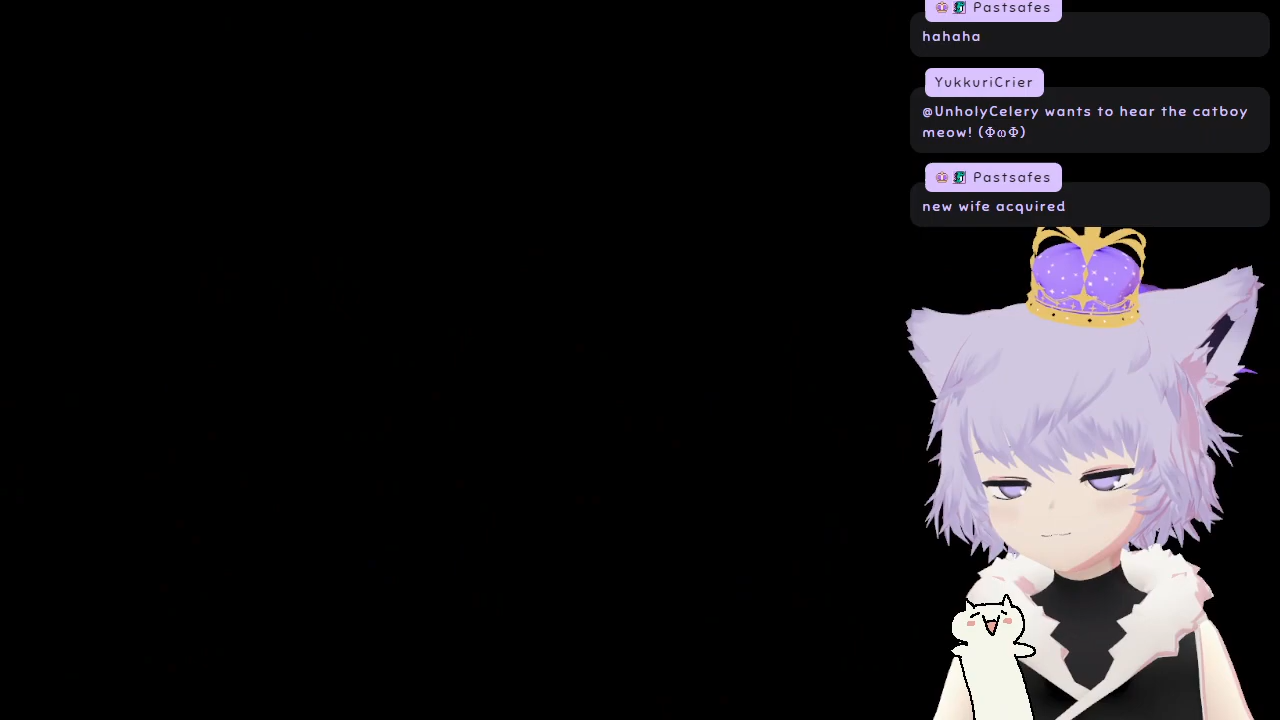 Pastsafes
hahaha
YukkuriCrier
@UnholyCelery wants to hear the catboy
meow! (ΦωΦ)
Pastsafes
new wife acquired